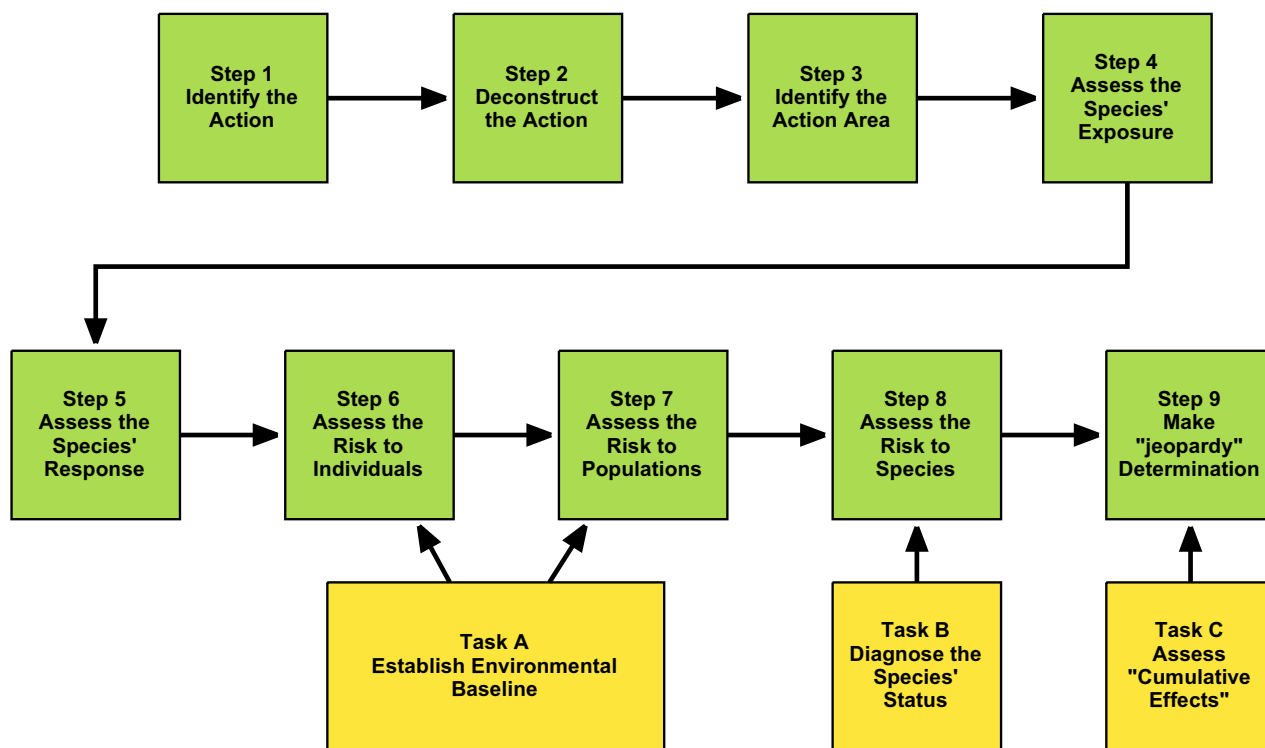 Step 1
Identify the
Action
Step 2
Deconstruct
the Action
Step 3
Identify the
Action Area
Step 4
Assess the
Species'
Exposure
Step 5
Assess the
Species'
Response
Step 6
Assess the
Risk to
Individuals
Step 7
Assess the
Risk to
Populations
Step 8
Assess the
Risk to
Species
Step 9
Make
"jeopardy"
Determination
Task A
Establish Environmental
Baseline
Task B
Diagnose the
Species'
Status
Task C
Assess
"Cumulative
Effects"